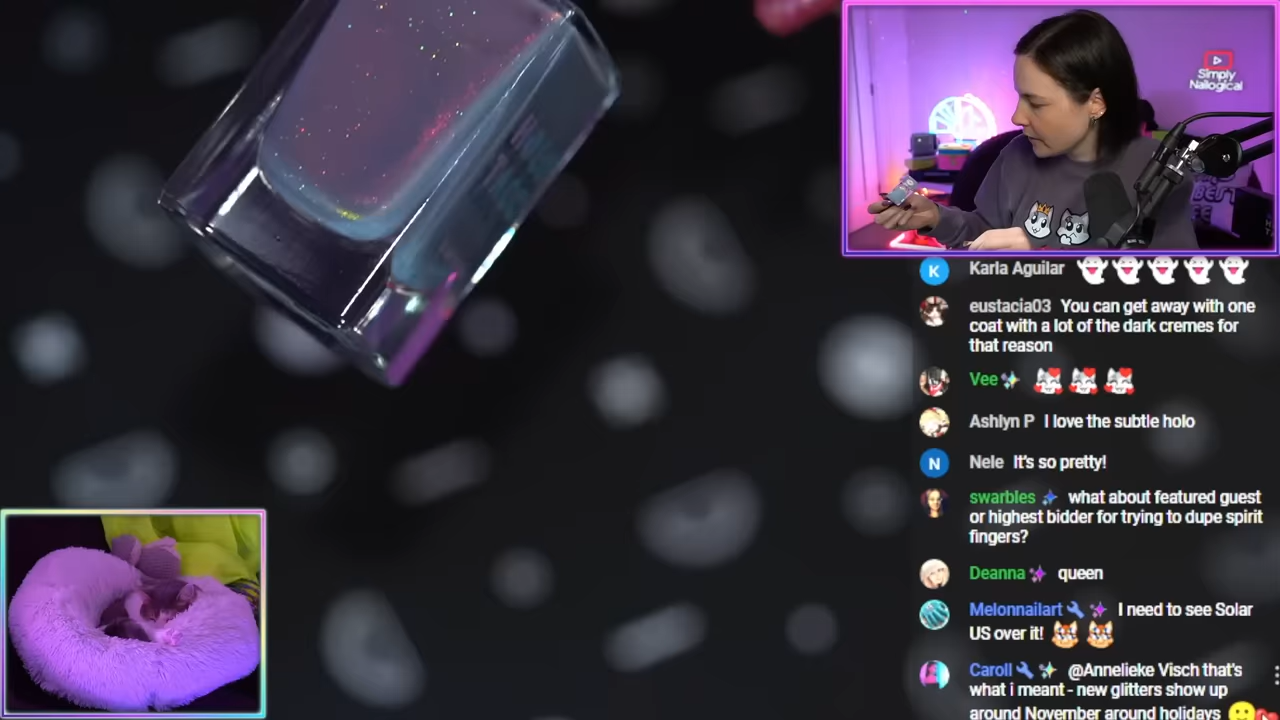 Simply
Nailogical
BEST
Karla Aguilar
eustacia03 You can get away with one
coat with a lot of the dark cremes for
that reason
Vee
Ashlyn P I love the subtle holo
N Nele It's so pretty!
swarbles what about featured guest
or highest bidder for trying to dupe spirit
fingers?
Deanna queen
Melonnailart I need to see Solar
US over it!
Caroll @Annelieke Visch that's
what i meant - new glitters show up
around November around holidays